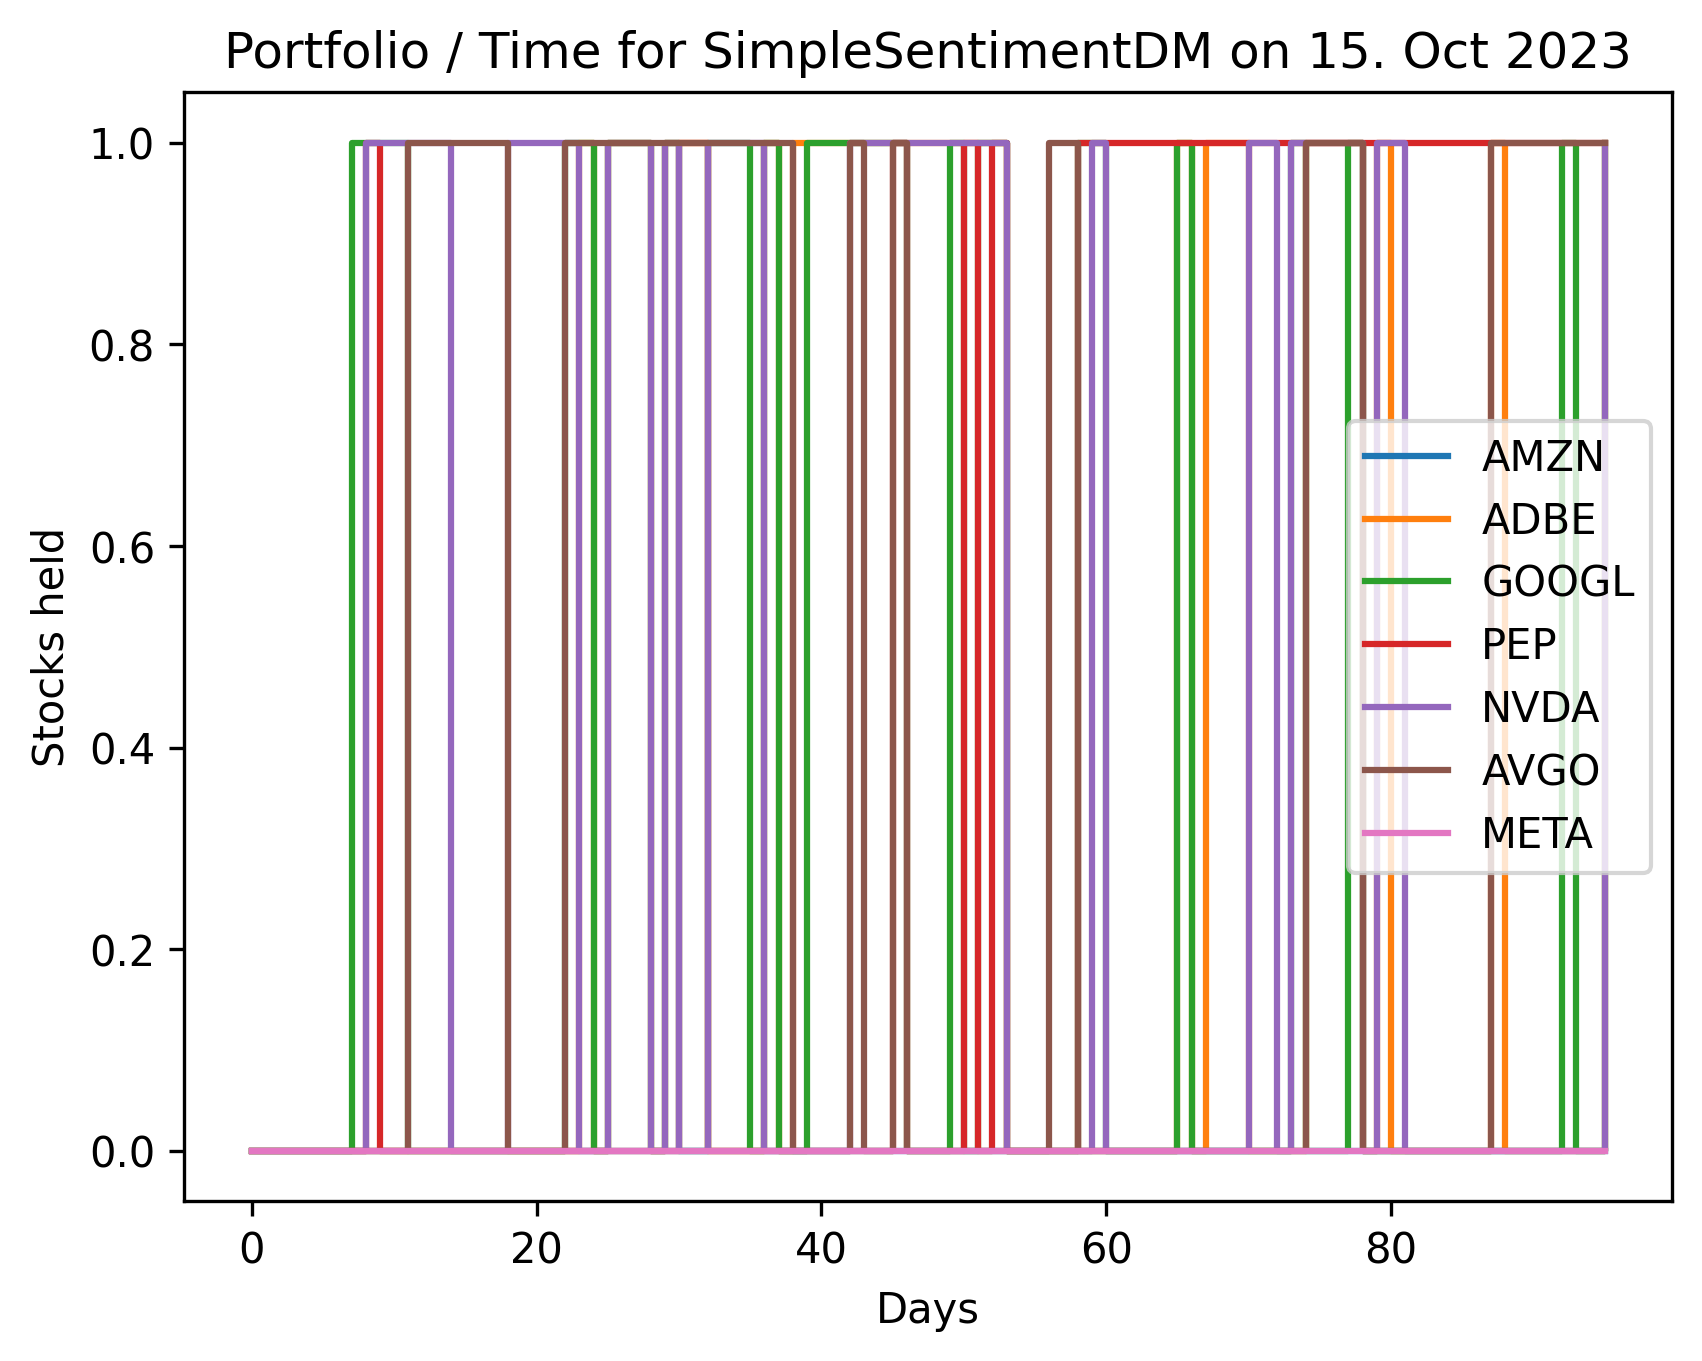 Portfolio / Time for SimpleSentimentDM on 15. Oct 2023
1.0
0.8
0.6
0.4
0.2
0.0
Stocks held
AMZN
ADBE
GOOGL
PEP
NVDA
AVGO
META
0 20 40 60 80
Days